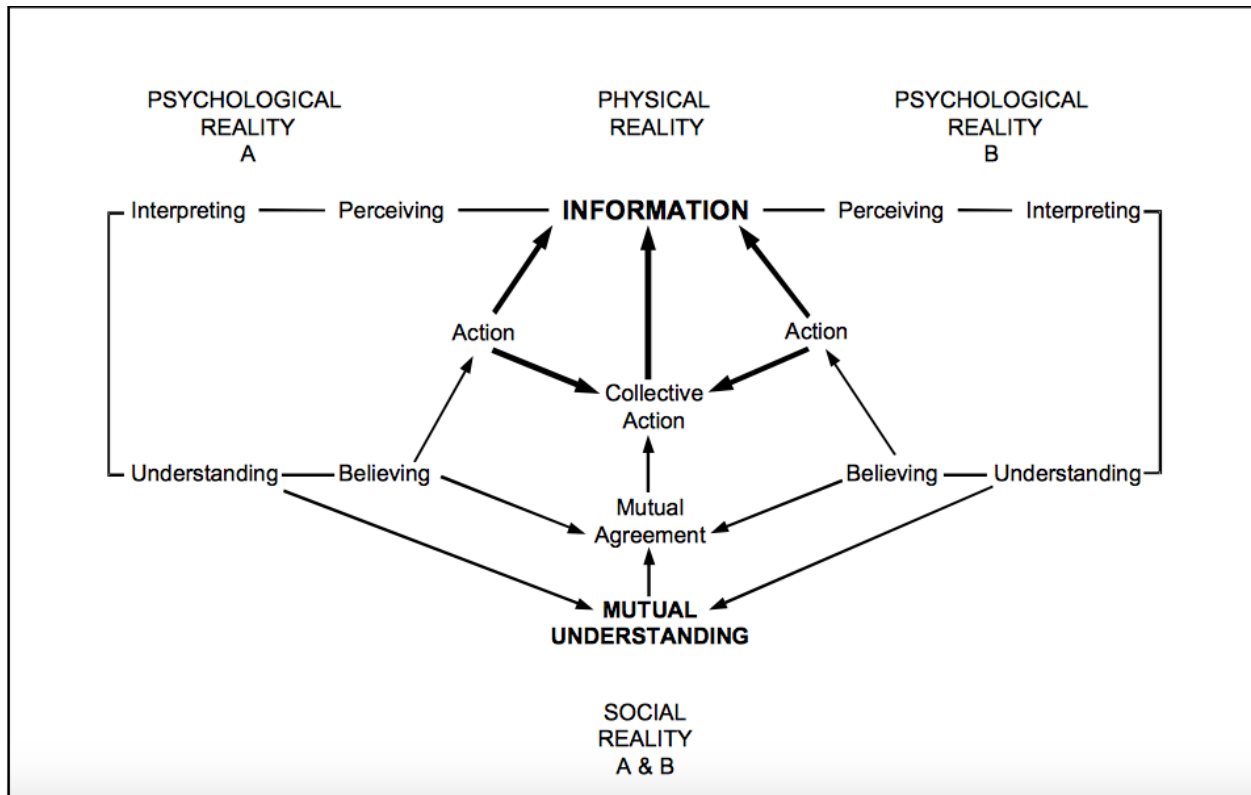 PSYCHOLOGICAL
REALITY
A
PHYSICAL
REALITY
PSYCHOLOGICAL
REALITY
B
Interpreting
Perceiving
INFORMATION
Perceiving
Interpreting
Action
Action
Collective
Action
Understanding
Believing
Believing
Understanding
Mutual
Agreement
MUTUAL
UNDERSTANDING
SOCIAL
REALITY
A & B